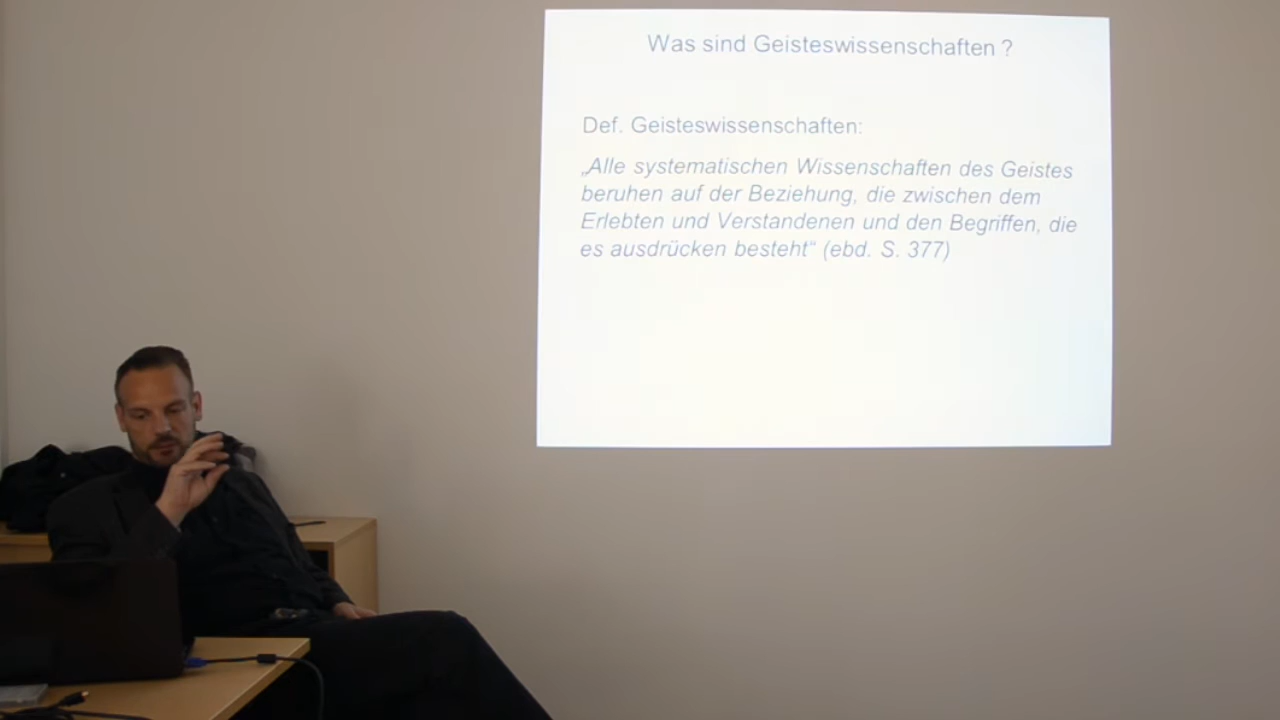 Was sind Geisteswissenschaften ?
Def. Geisteswissenschaften:
„Alle systematischen Wissenschaften des Geistes
beruhen auf der Beziehung, die zwischen dem
Erlebten und Verstandenen und den Begriffen, die
es ausdrücken besteht“ (ebd. S. 377)